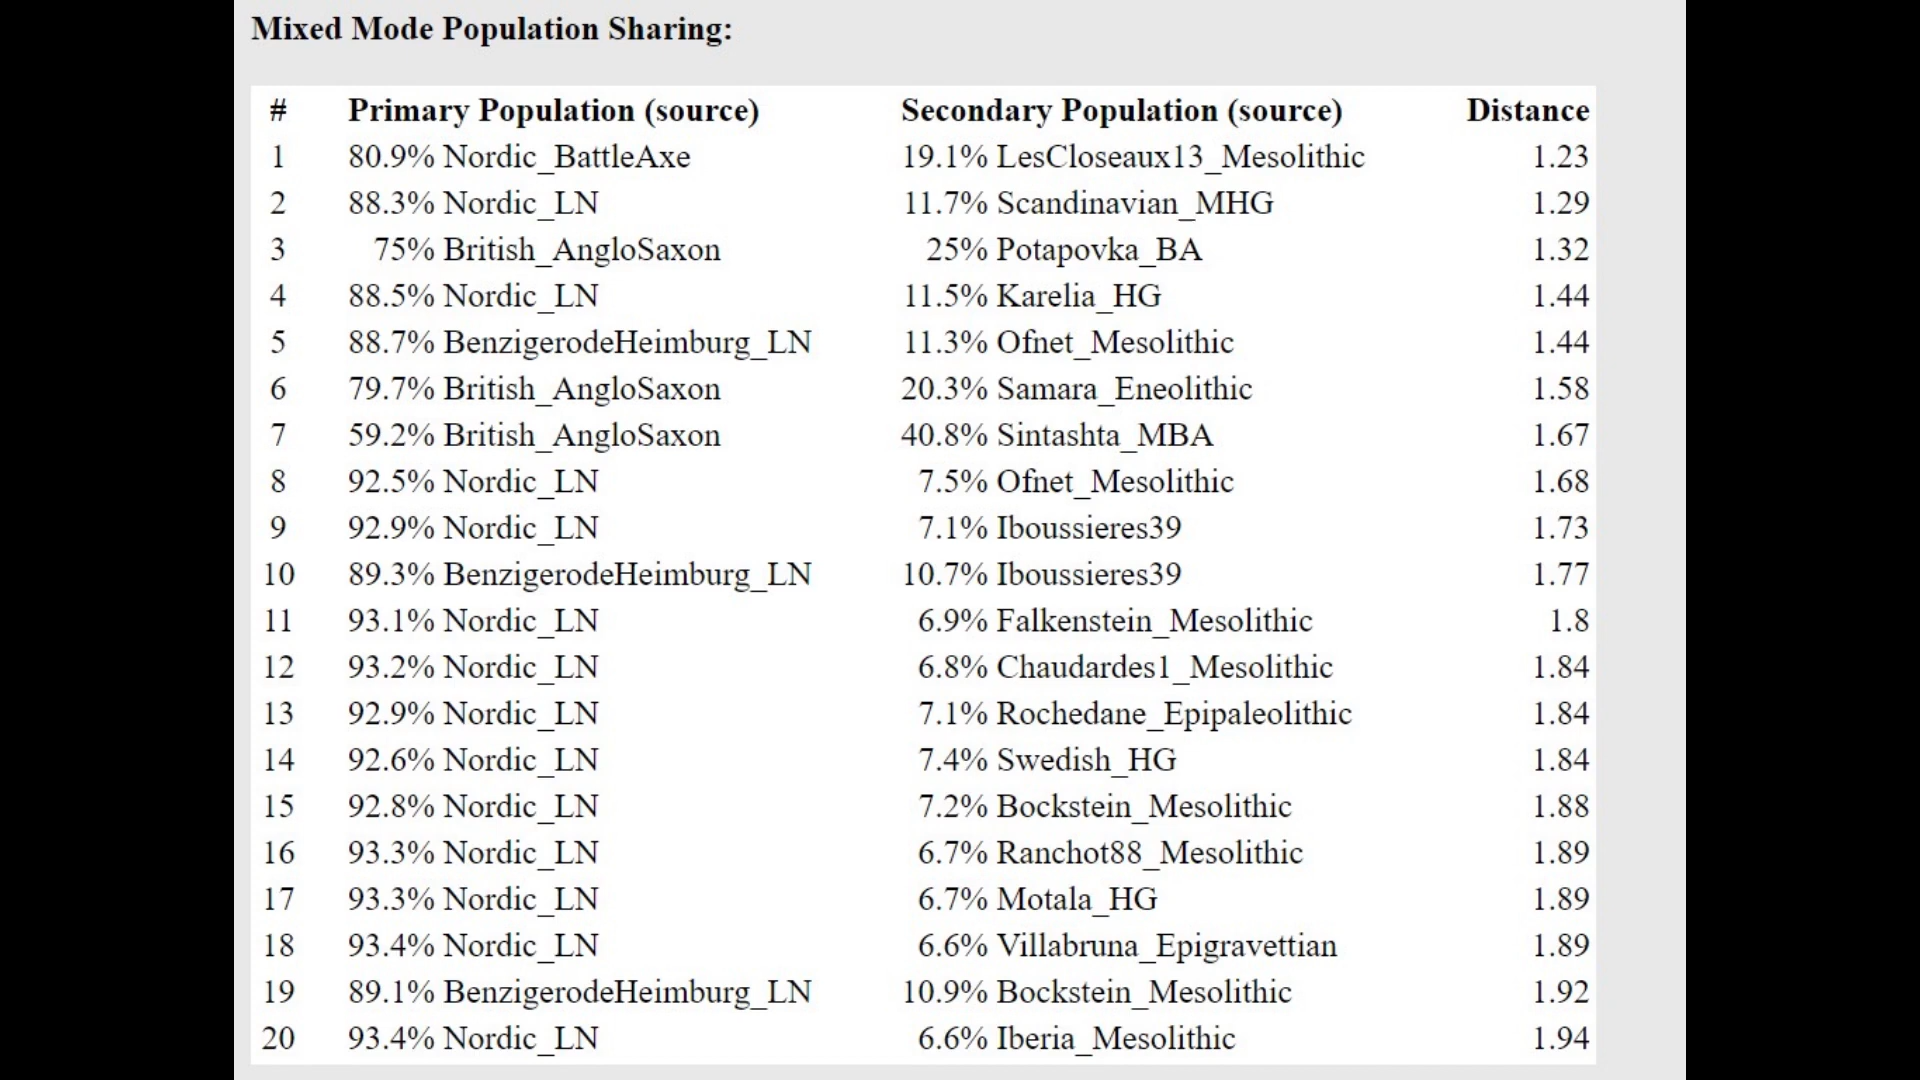 Mixed Mode Population Sharing:
# Primary Population (source) Secondary Population (source) Distance
1 80.9% Nordic_BattleAxe 19.1% LesCloseaux13_Mesolithic 1.23
2 88.3% Nordic_LN 11.7% Scandinavian_MHG 1.29
3 75% British_AngloSaxon 25% Potapovka_BA 1.32
4 88.5% Nordic_LN 11.5% Karelia_HG 1.44
5 88.7% BenzigerodeHeimburg_LN 11.3% Ofnet_Mesolithic 1.44
6 79.7% British_AngloSaxon 20.3% Samara_Eneolithic 1.58
7 59.2% British_AngloSaxon 40.8% Sintashta_MBA 1.67
8 92.5% Nordic_LN 7.5% Ofnet_Mesolithic 1.68
9 92.9% Nordic_LN 7.1% Iboussieres39 1.73
10 89.3% BenzigerodeHeimburg_LN 10.7% Iboussieres39 1.77
11 93.1% Nordic_LN 6.9% Falkenstein_Mesolithic 1.8
12 93.2% Nordic_LN 6.8% Chaudardes1_Mesolithic 1.84
13 92.9% Nordic_LN 7.1% Rochedane_Epipaleolithic 1.84
14 92.6% Nordic_LN 7.4% Swedish_HG 1.84
15 92.8% Nordic_LN 7.2% Bockstein_Mesolithic 1.88
16 93.3% Nordic_LN 6.7% Ranchot88_Mesolithic 1.89
17 93.3% Nordic_LN 6.7% Motala_HG 1.89
18 93.4% Nordic_LN 6.6% Villabruna_Epigravettian 1.89
19 89.1% BenzigerodeHeimburg_LN 10.9% Bockstein_Mesolithic 1.92
20 93.4% Nordic_LN 6.6% Iberia_Mesolithic 1.94